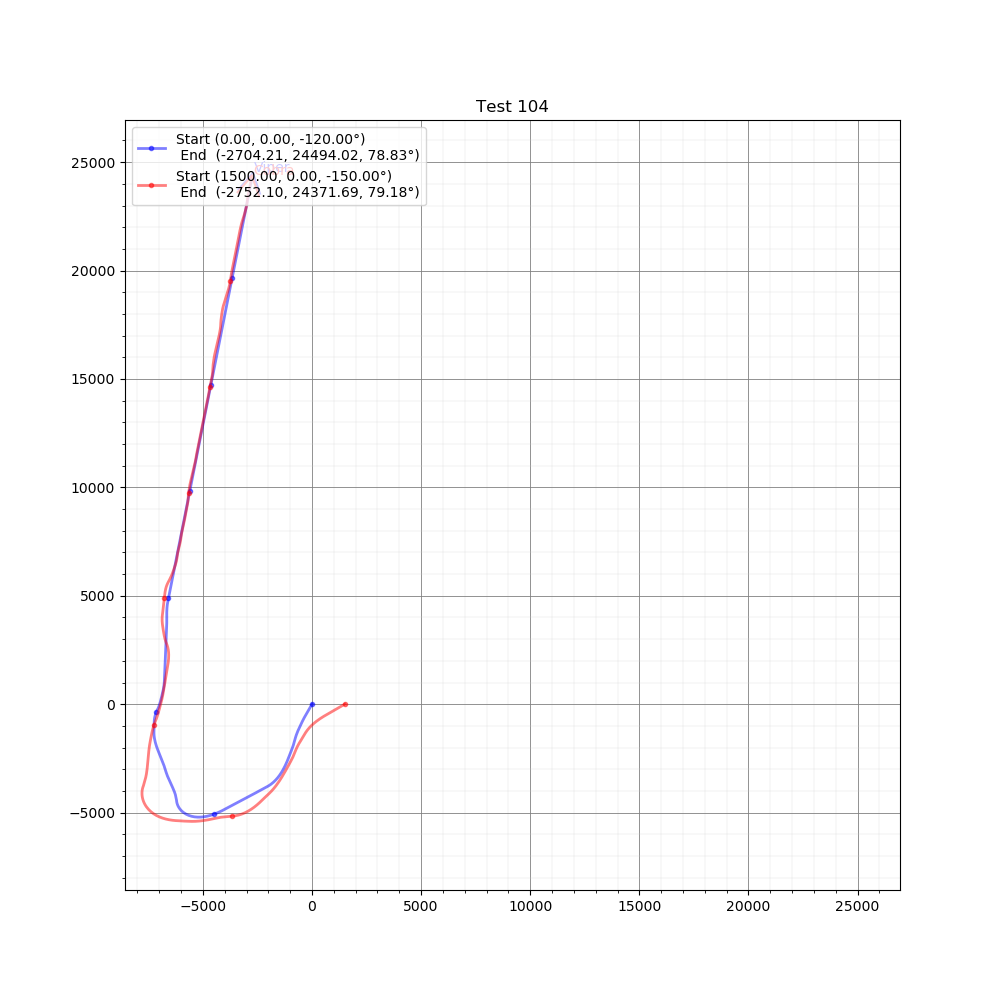 Test 104
Start (0.00, 0.00, -120.00°)
End (-2704.21, 24494.02, 78.83°)
Start (1500.00, 0.00, -150.00°)
End (-2752.10, 24371.69, 79.18°)
25000
20000
15000
10000
5000
0
−5000
−5000 0 5000 10000 15000 20000 25000